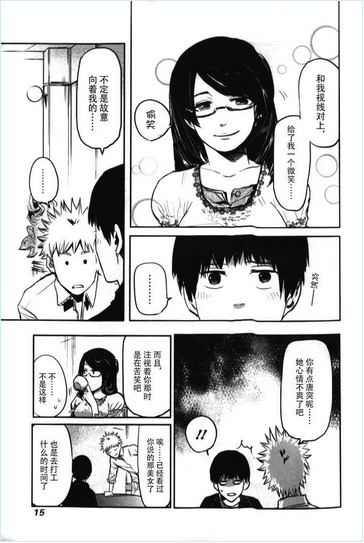 和我视线对上，
给了我一个微笑…
偷笑
不定是故意
向着我的…
……
突然
……
你有点唐突呢…
她心情不爽了吧
!!
而且，
注视着你那时
是在苦笑吧
不…
不是这样
唉……已经看过
你说的那美女了
也是去打工
什么的时间了
15